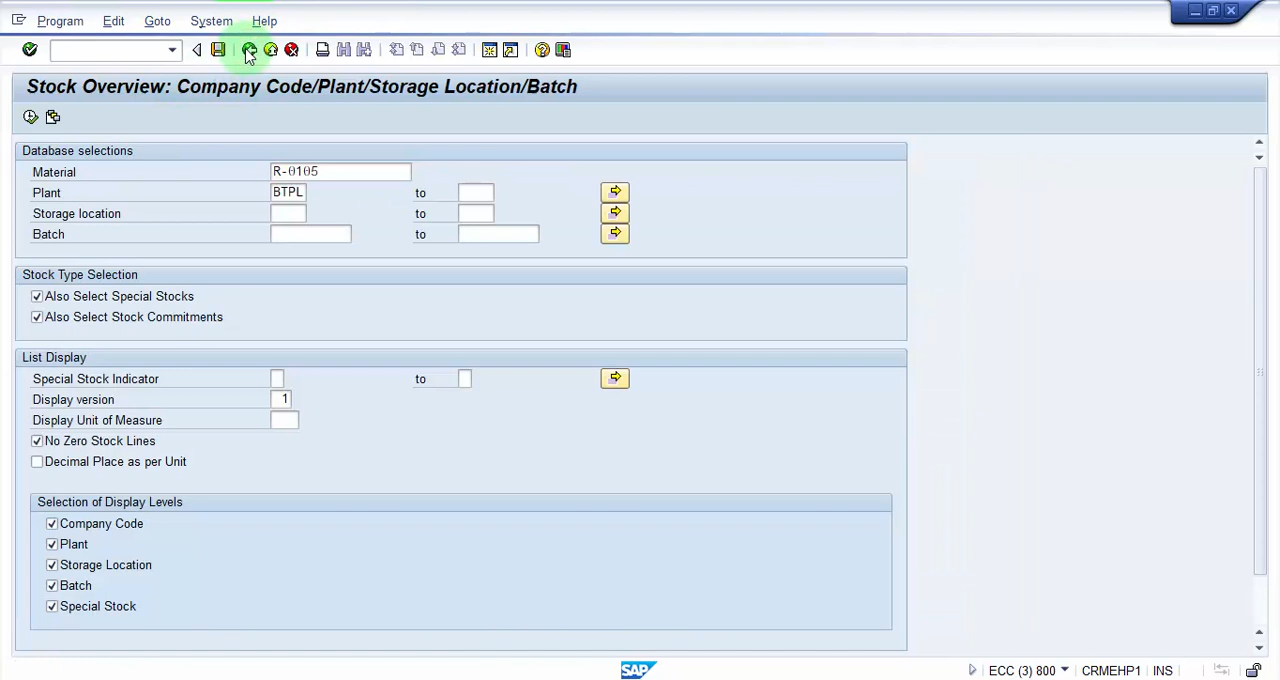 Program Edit Goto System Help
Stock Overview: Company Code/Plant/Storage Location/Batch
Database selections
Material R-0105
Plant BTPL to
Storage location to
Batch to
Stock Type Selection
Also Select Special Stocks
Also Select Stock Commitments
List Display
Special Stock Indicator to
Display version 1
Display Unit of Measure
No Zero Stock Lines
Decimal Place as per Unit
Selection of Display Levels
Company Code
Plant
Storage Location
Batch
Special Stock
SAP ECC (3) 800 CRMEHP1 INS